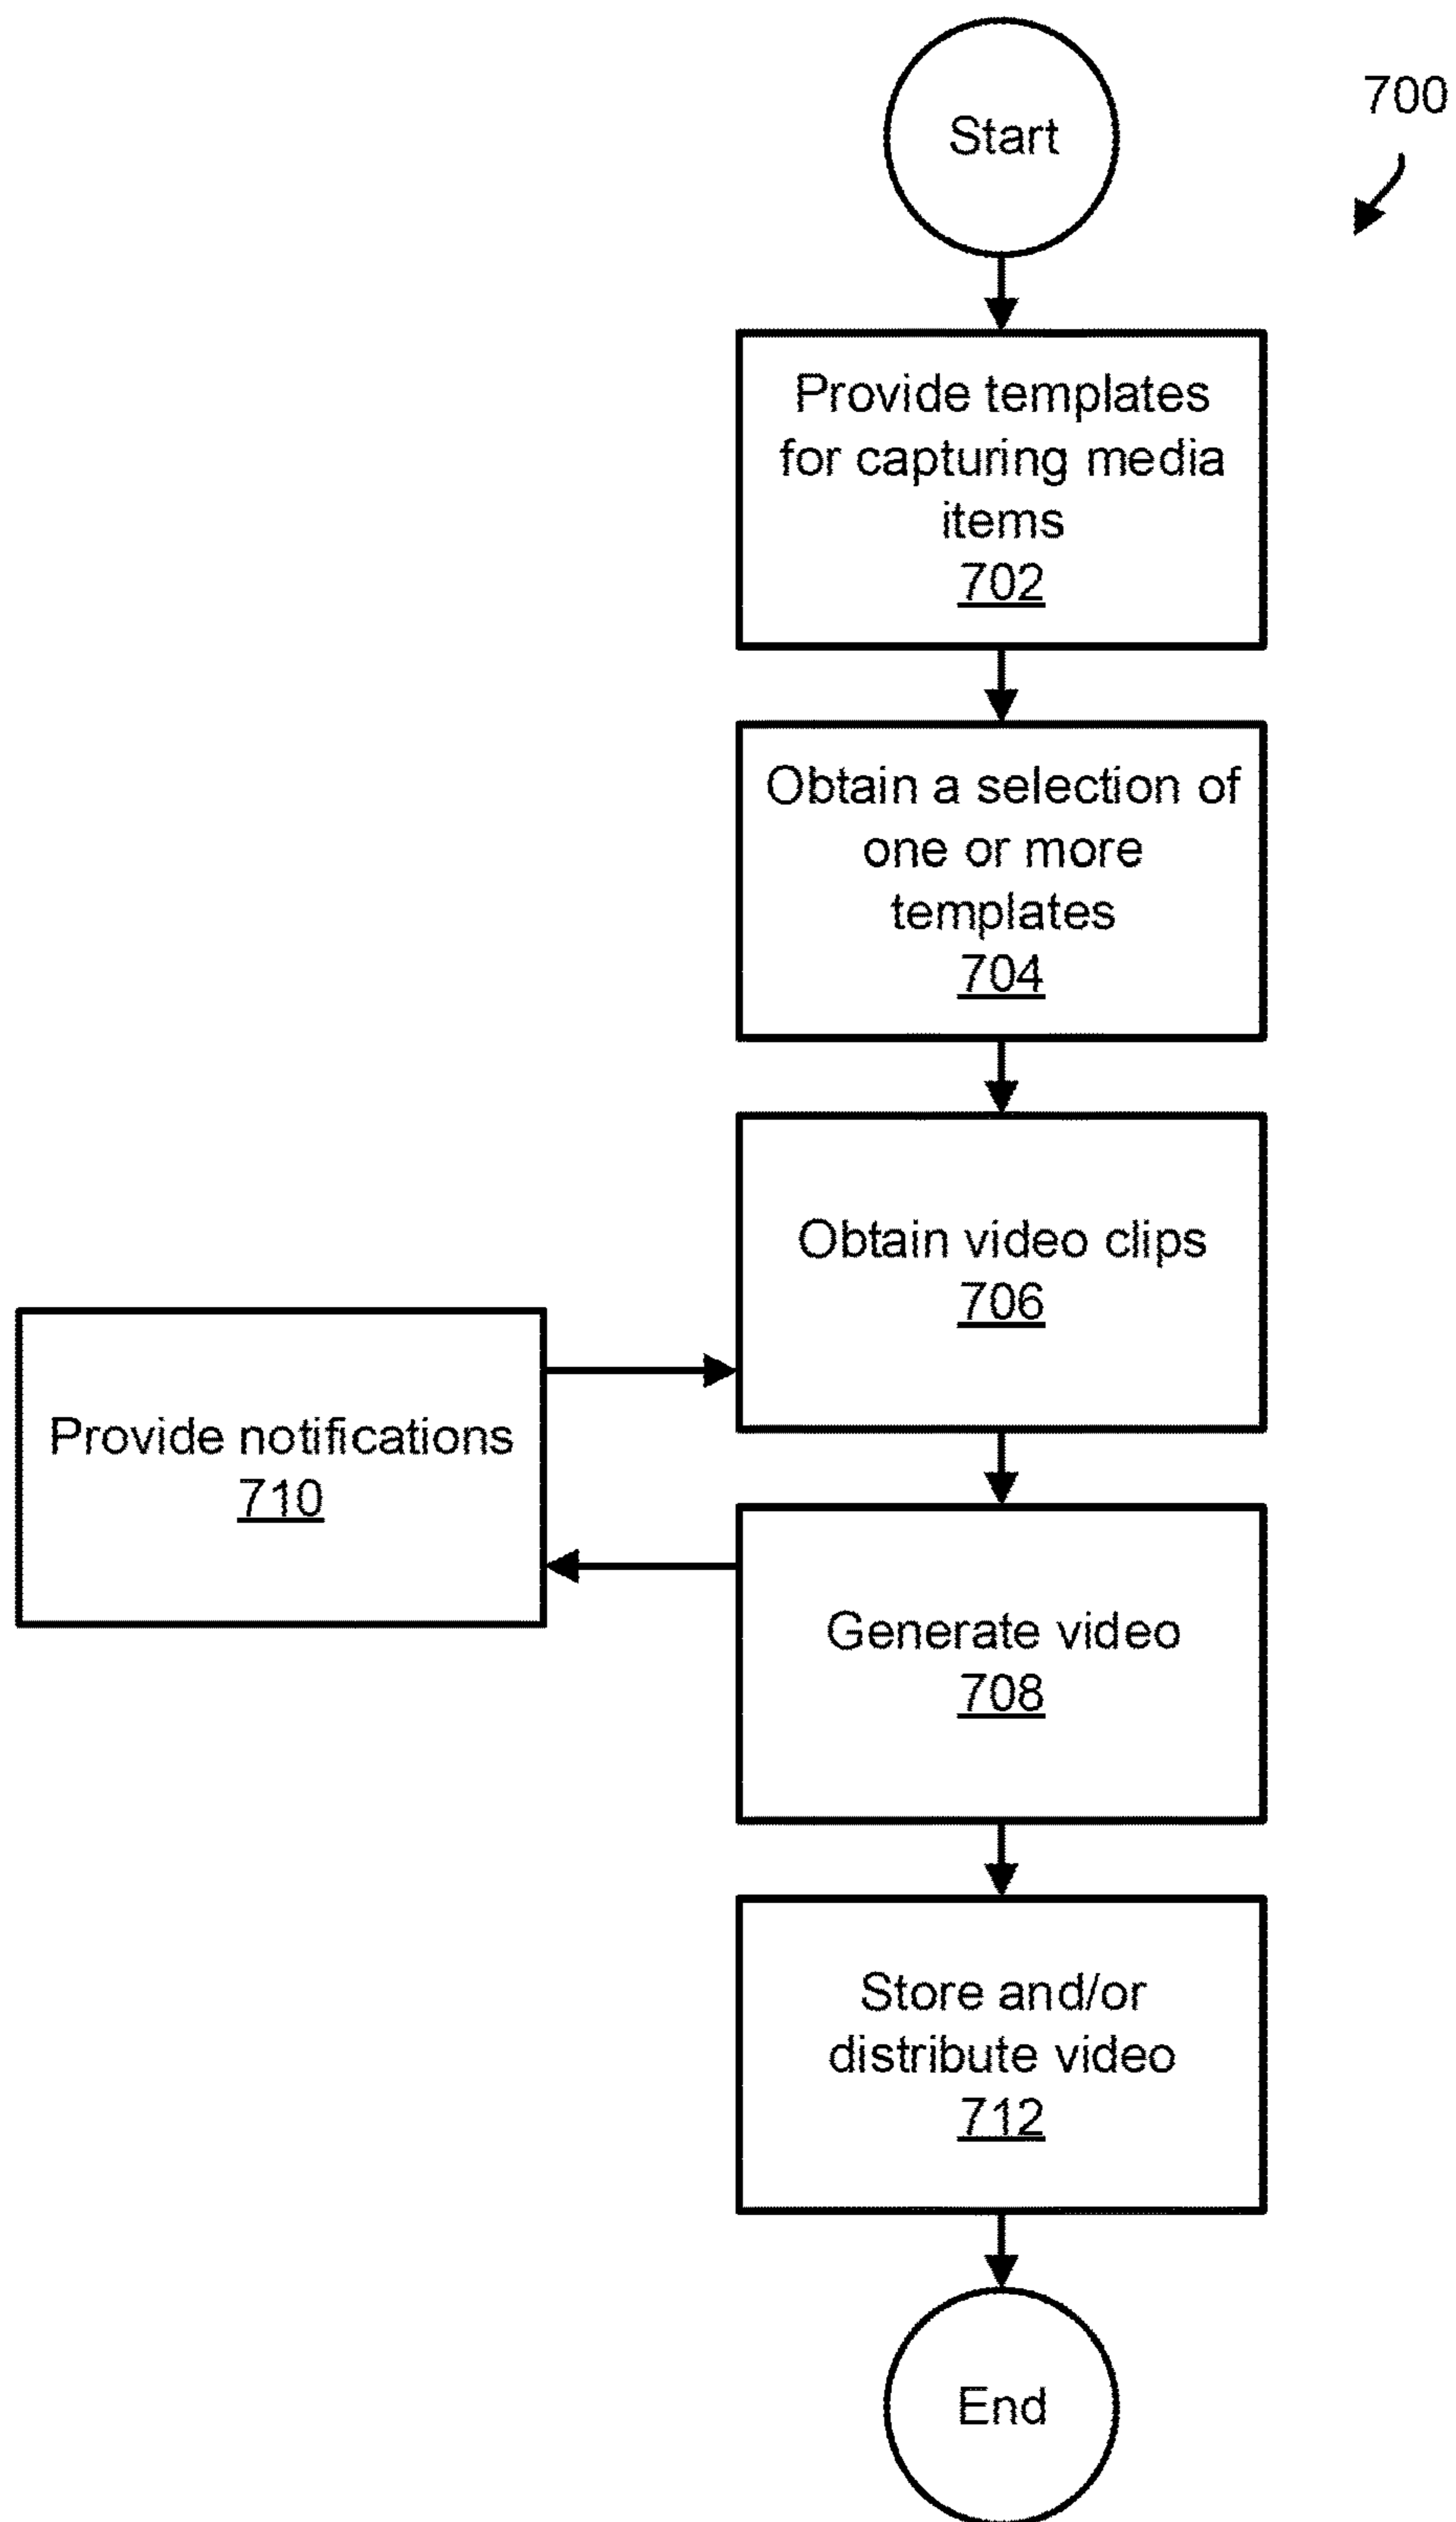 Start
700
Provide templates
for capturing media
items
702
Obtain a selection of
one or more
templates
704
Obtain video clips
706
Provide notifications
710
Generate video
708
Store and/or
distribute video
712
End